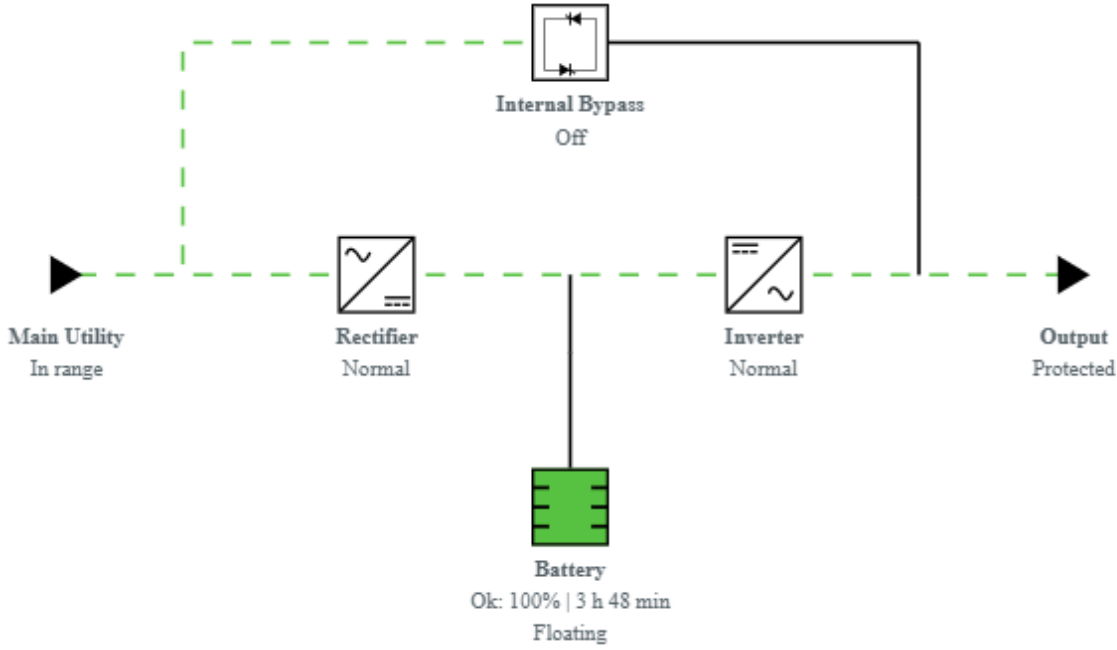 Internal Bypass
Off
Main Utility
In range
Rectifier
Normal
Inverter
Normal
Output
Protected
Battery
Ok: 100% | 3 h 48 min
Floating